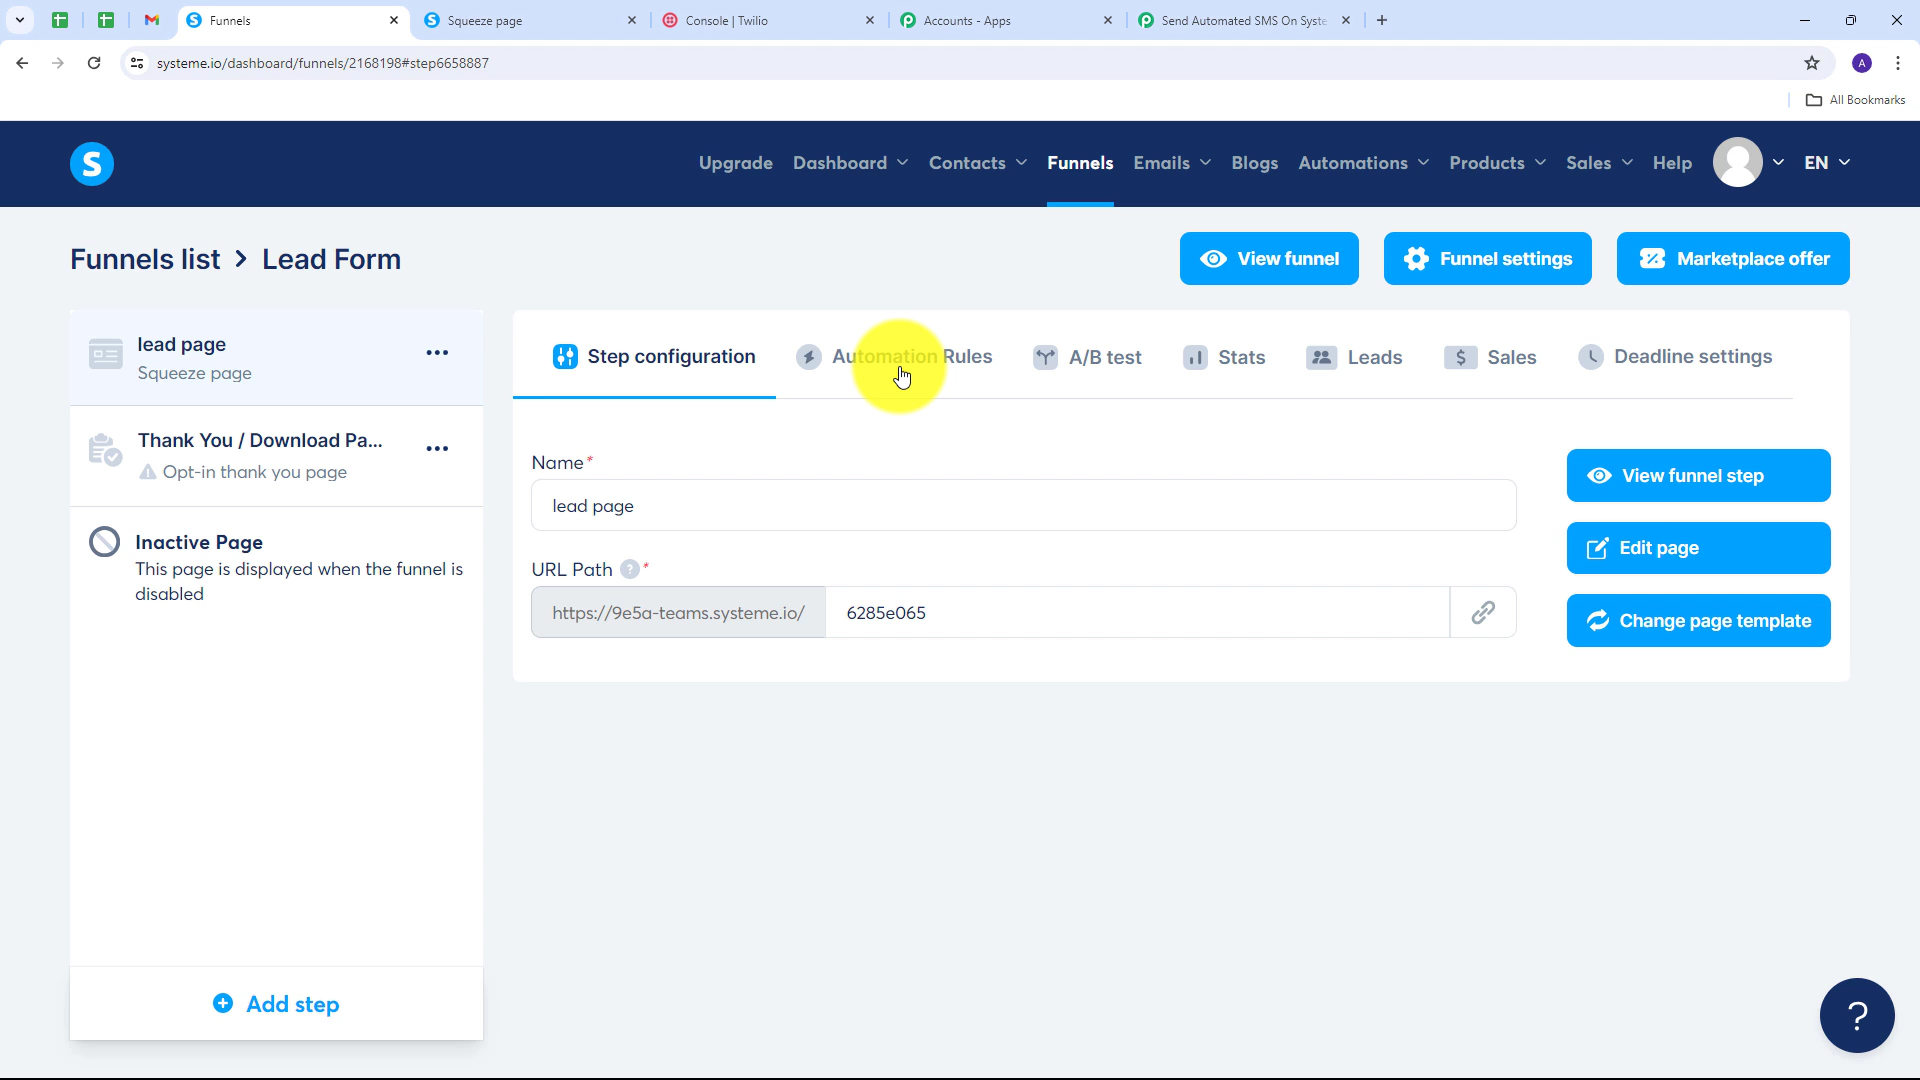 Funnels
Squeeze page
Console | Twilio
Accounts - Apps
Send Automated SMS On Syste
systeme.io/dashboard/funnels/2168198#step6658887
A
All Bookmarks
S
Upgrade
Dashboard
Contacts
Funnels
Emails
Blogs
Automations
Products
Sales
Help
EN
Funnels list > Lead Form
View funnel
Funnel settings
Marketplace offer
lead page
Squeeze page
Thank You / Download Pa...
Opt-in thank you page
Inactive Page
This page is displayed when the funnel is
disabled
Add step
Step configuration
Automation Rules
A/B test
Stats
Leads
Sales
Deadline settings
Name*
lead page
URL Path ? *
https://9e5a-teams.systeme.io/
6285e065
View funnel step
Edit page
Change page template
?